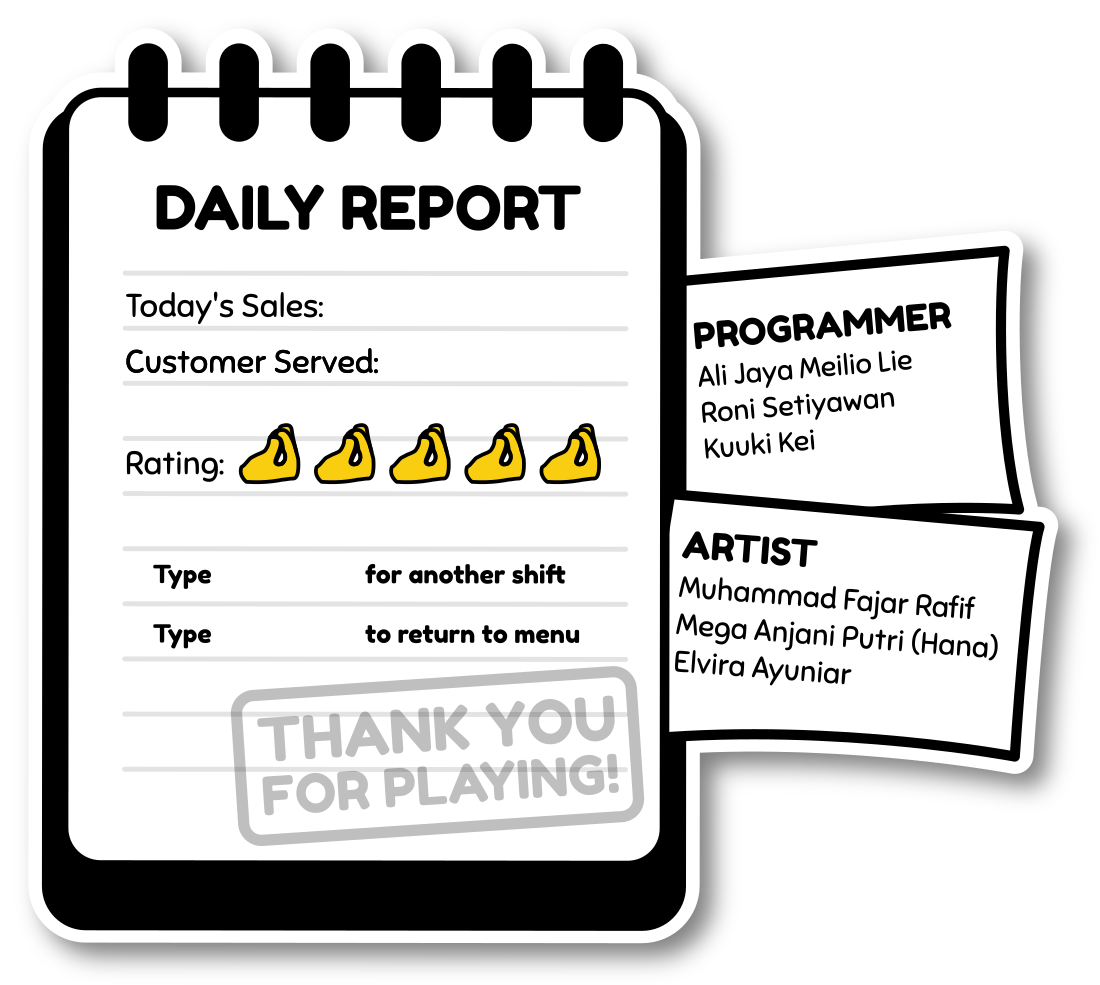 DAILY REPORT
Today's Sales:
Customer Served:
Rating:
Type for another shift
Type to return to menu
THANK YOU
FOR PLAYING!
PROGRAMMER
Ali Jaya Meilio Lie
Roni Setiyawan
Kuuki Kei
ARTIST
Muhammad Fajar Rafif
Mega Anjani Putri (Hana)
Elvira Ayuniar